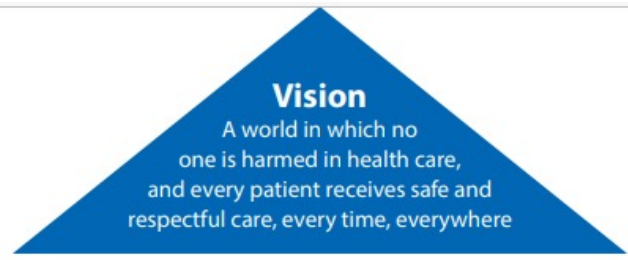 Vision
A world in which no
one is harmed in health care,
and every patient receives safe and
respectful care, every time, everywhere